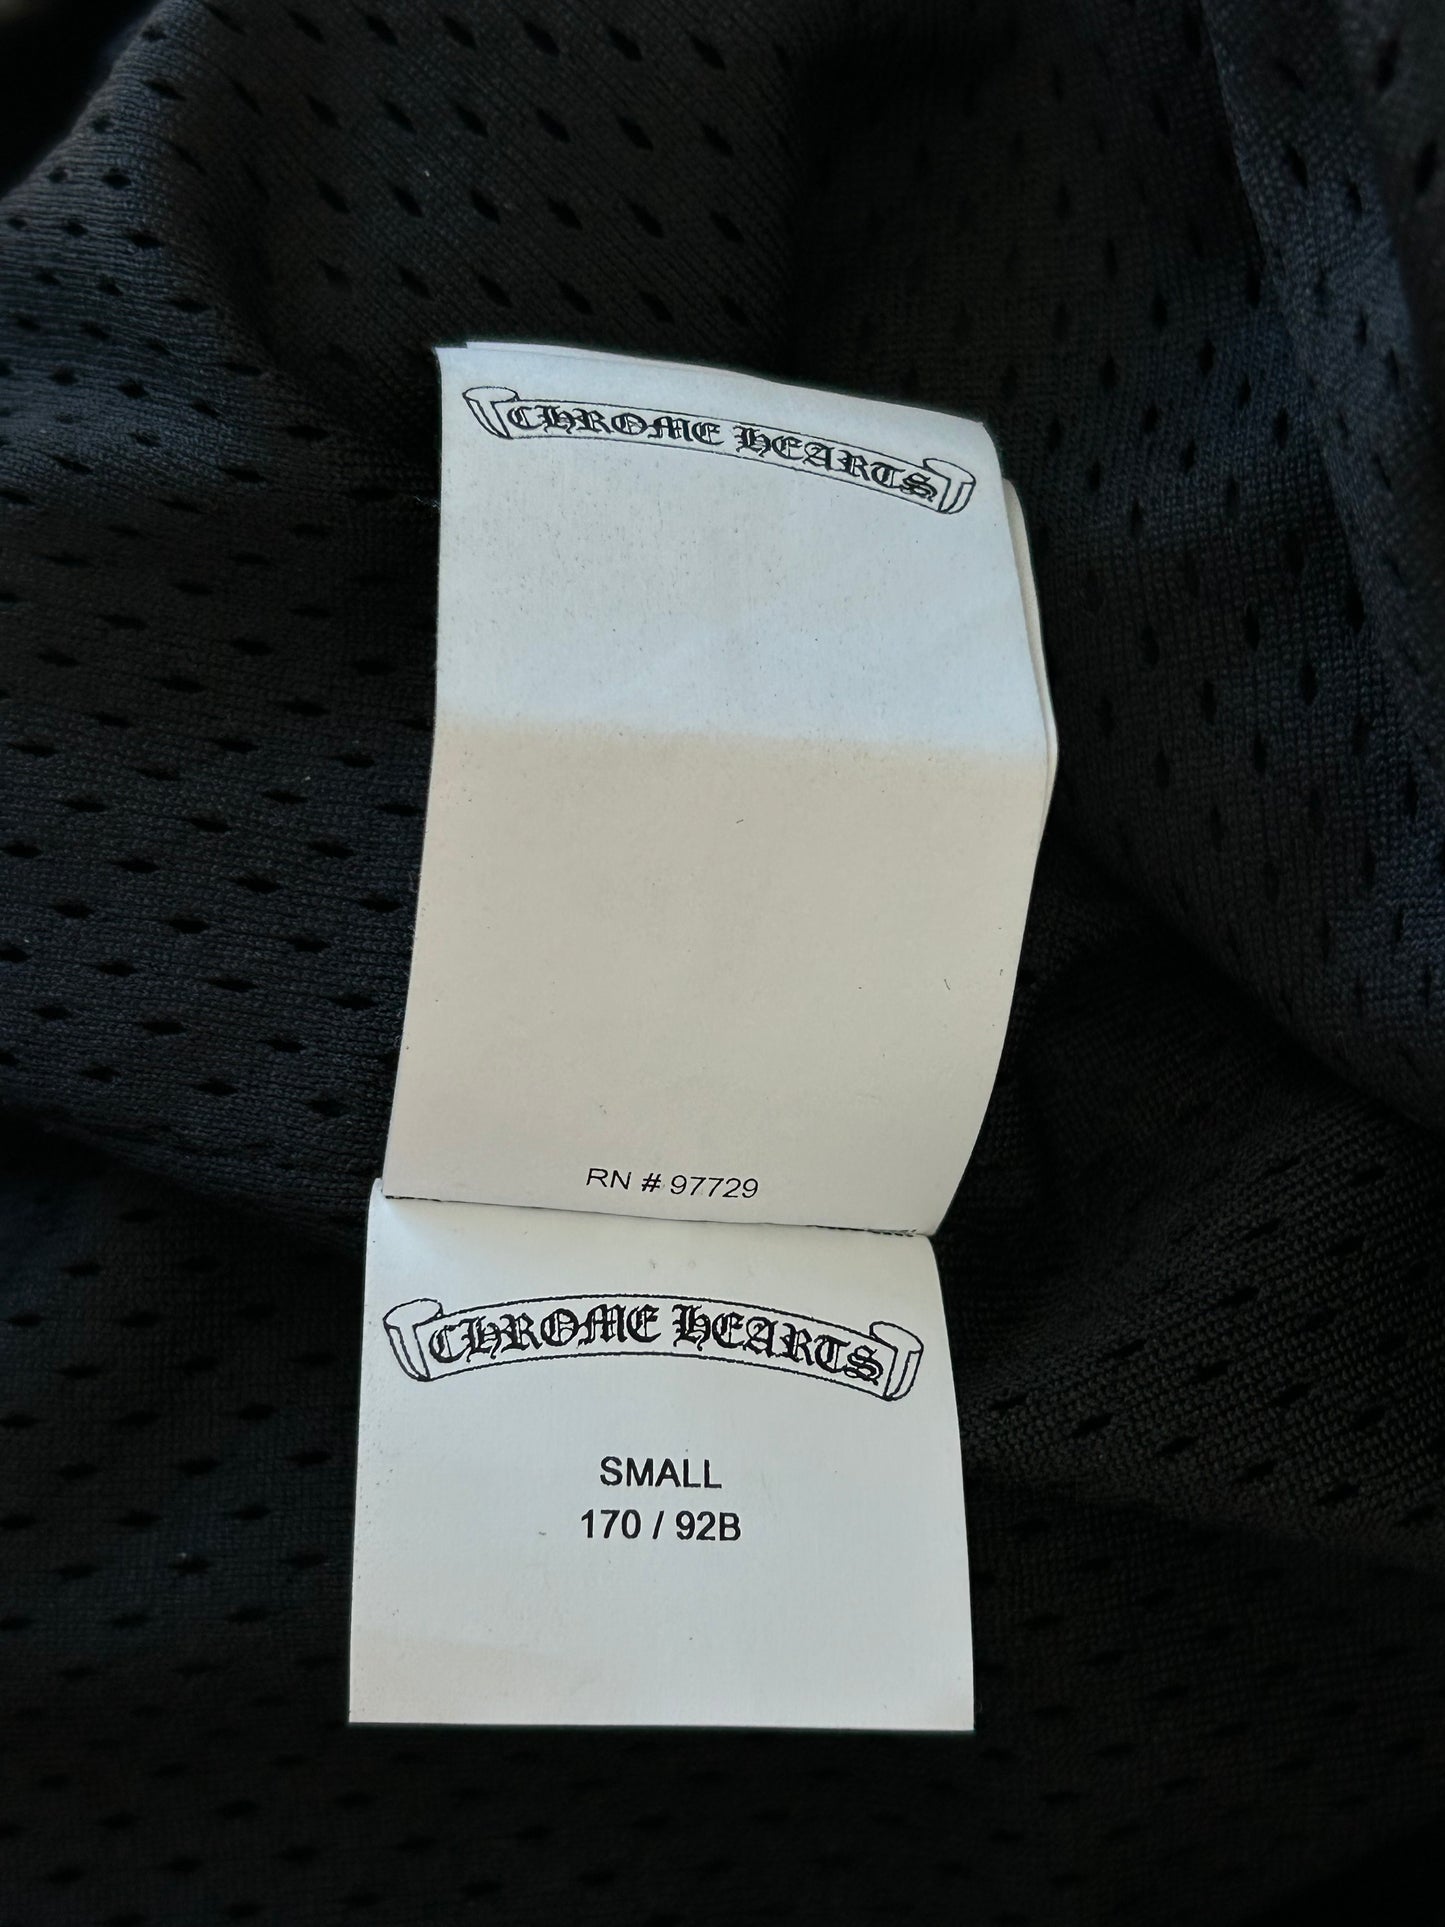 CHROME HEARTS
RN # 97729
CHROME HEARTS
SMALL
170 / 92B